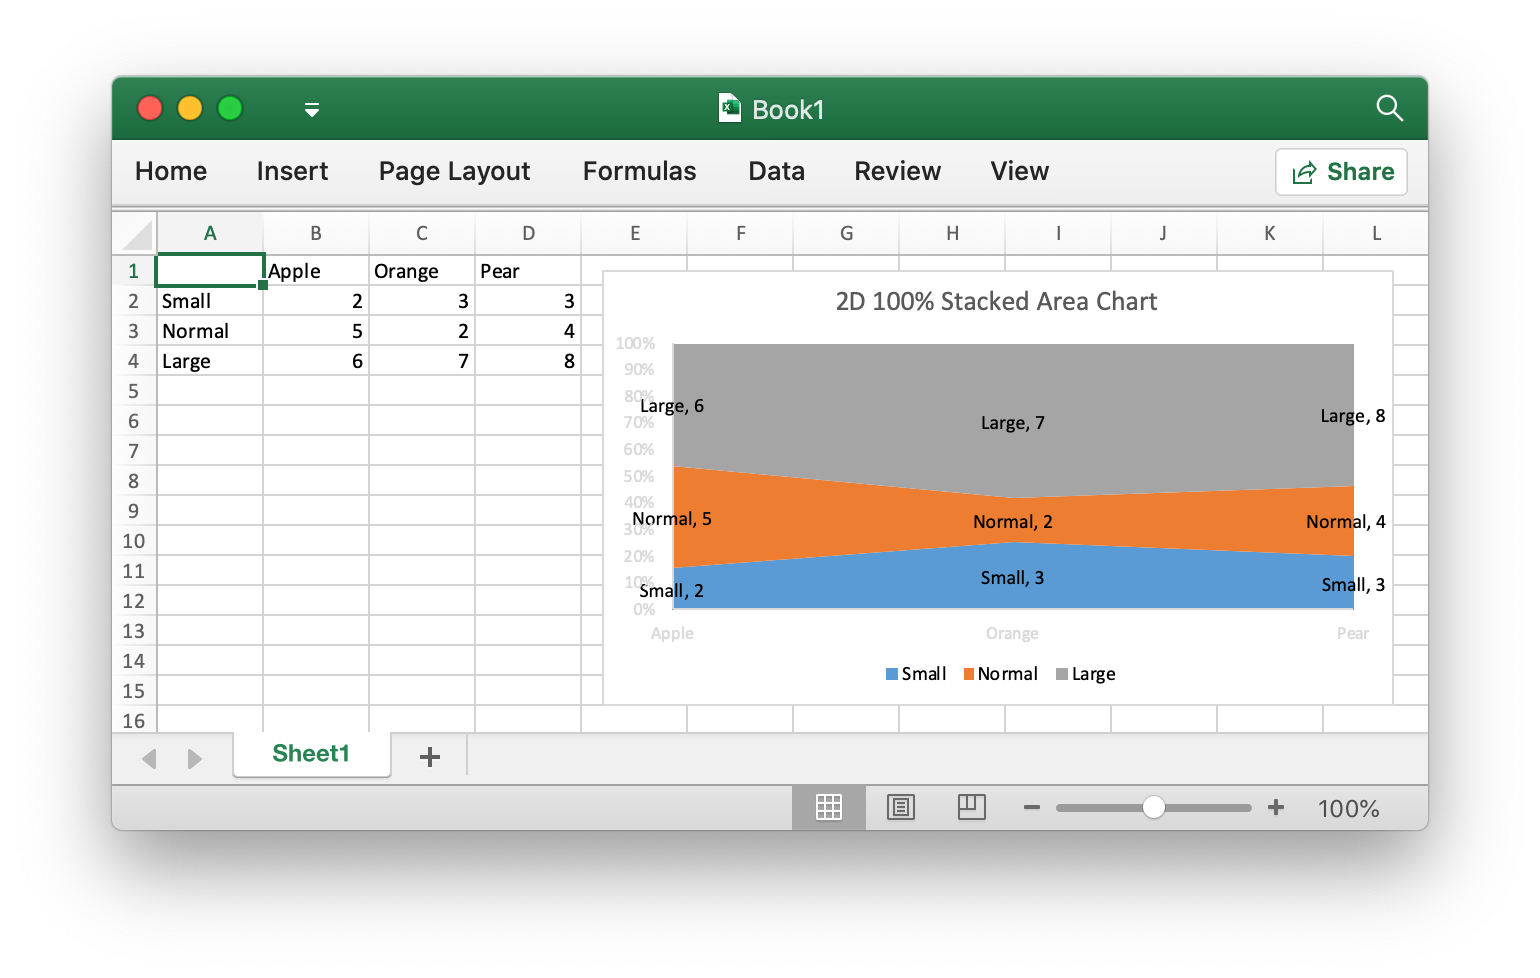 Book1
Home Insert Page Layout Formulas Data Review View Share
A B C D E F G H I J K L
1 Apple Orange Pear
2 Small 2 3 3
3 Normal 5 2 4
4 Large 6 7 8
5
6
7
8
9
10
11
12
13
14
15
16
2D 100% Stacked Area Chart
100%
90%
80%
Large, 6 Large, 7 Large, 8
70%
60%
50%
40%
Normal, 5 Normal, 2 Normal, 4
30%
20%
10%
Small, 2 Small, 3 Small, 3
0%
Apple Orange Pear
Small Normal Large
Sheet1 +
100%